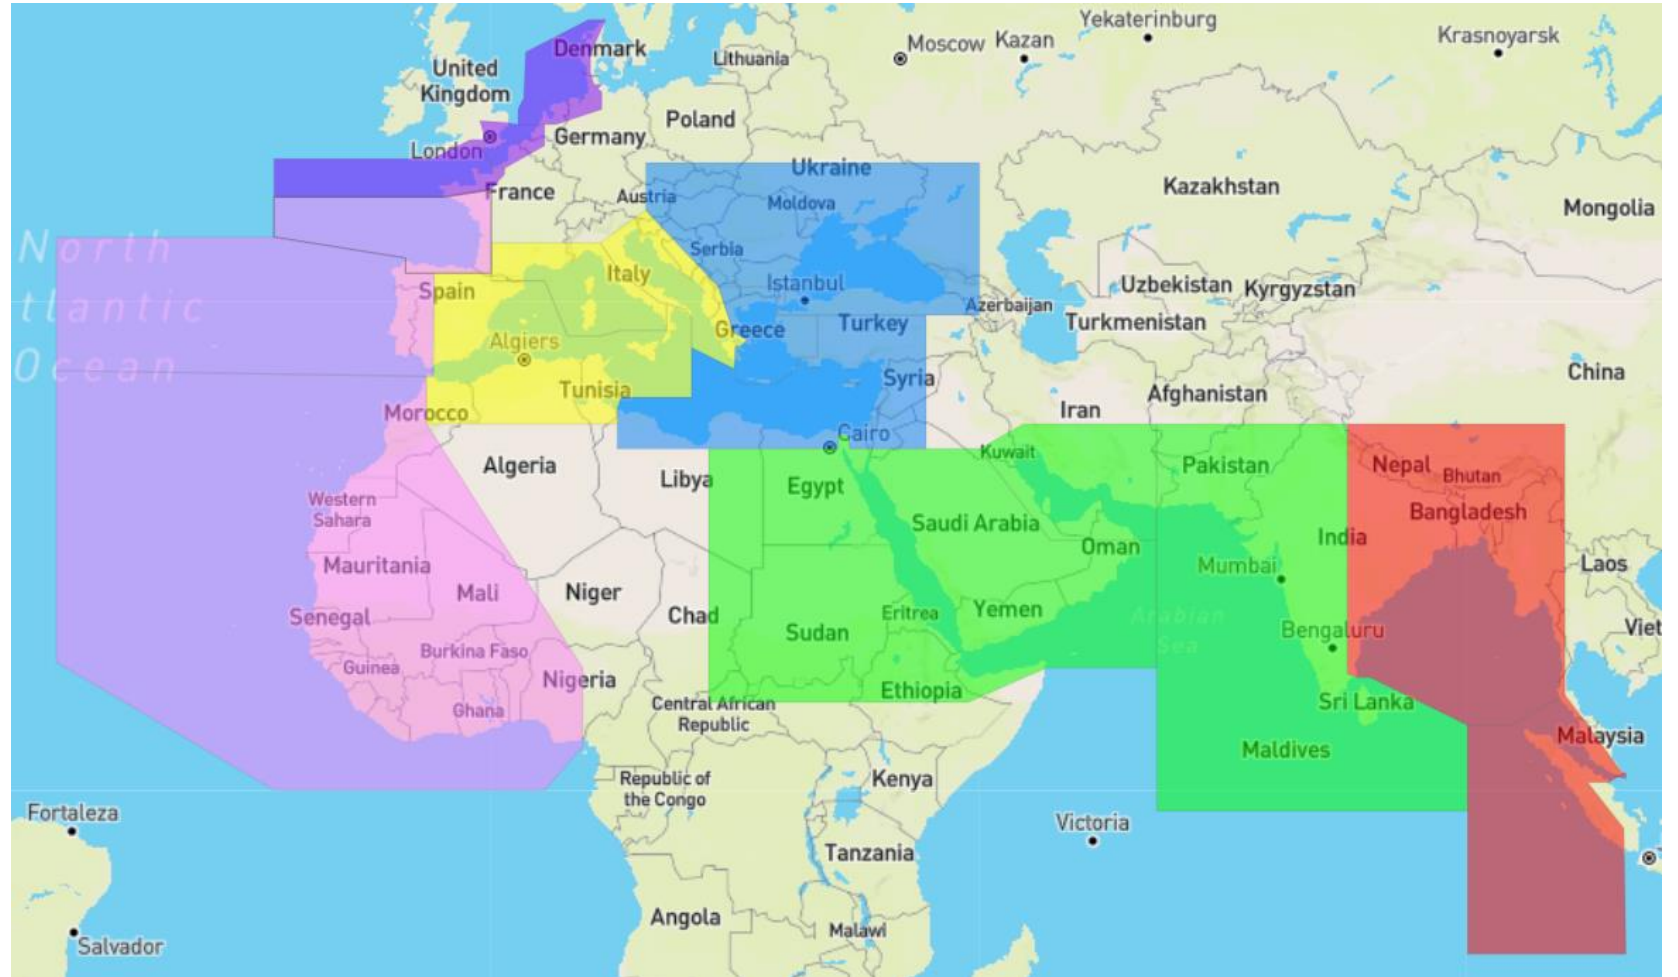 Yekaterinburg
Moscow
Kazan
Krasnoyarsk
Denmark
Lithuania
United
Kingdom
Poland
Germany
London
Ukraine
France
Austria
Moldova
Kazakhstan
Mongolia
North
tlantic
Ocean
Serbia
Italy
Spain
Istanbul
Uzbekistan
Kyrgyzstan
Azerbaijan
Turkmenistan
Greece
Turkey
Algiers
Syria
Tunisia
Afghanistan
China
Iran
Morocco
Cairo
Kuwait
Algeria
Libya
Egypt
Pakistan
Nepal
Bhutan
Western
Sahara
Saudi Arabia
Bangladesh
India
Oman
Mauritania
Mumbai
Laos
Mali
Niger
Senegal
Chad
Eritrea
Yemen
Arabian
Sea
Sudan
Bengaluru
Viet
Burkina Faso
Guinea
Nigeria
Ethiopia
Ghana
Central African
Republic
Sri Lanka
Malaysia
Maldives
Republic of
the Congo
Kenya
Fortaleza
Victoria
Tanzania
Angola
Malawi
Salvador